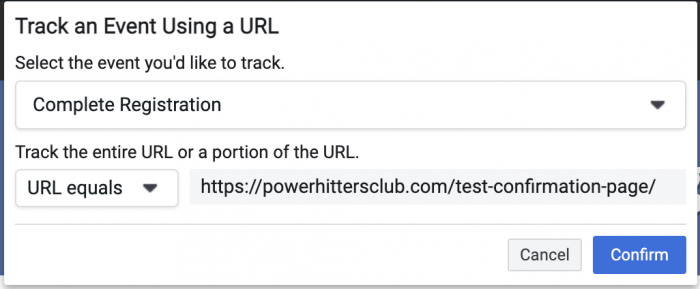 Track an Event Using a URL
Select the event you'd like to track.
Complete Registration
Track the entire URL or a portion of the URL.
URL equals https://powerhittersclub.com/test-confirmation-page/
Cancel Confirm